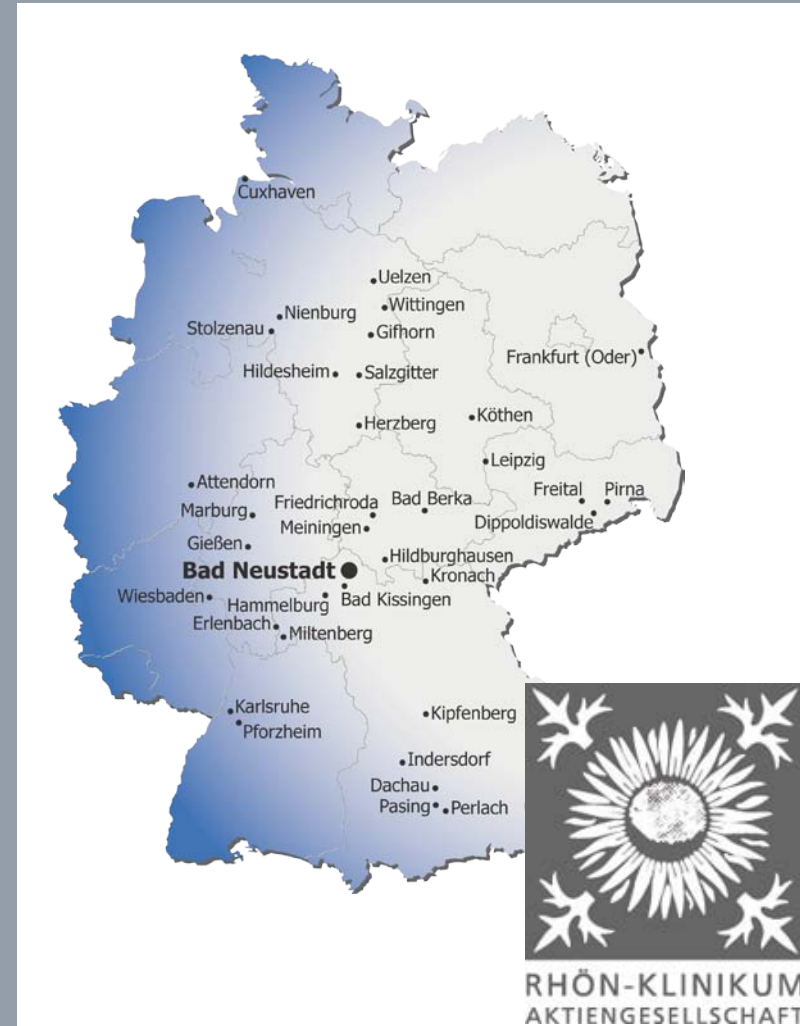 Cuxhaven
Uelzen
Wittingen
Nienburg
Stolzenau
Gifhorn
Frankfurt (Oder)
Hildesheim
Salzgitter
Köthen
Herzberg
Leipzig
Attendorn
Freital
Pirna
Friedrichroda
Bad Berka
Marburg
Dippoldiswalde
Meiningen
Gießen
Hildburghausen
Bad Neustadt
Kronach
Wiesbaden
Bad Kissingen
Hammelburg
Erlenbach
Miltenberg
Karlsruhe
Kipfenberg
Pforzheim
Indersdorf
Dachau
Pasing
Perlach
RHÖN-KLINIKUM
AKTIENGESELLSCHAFT